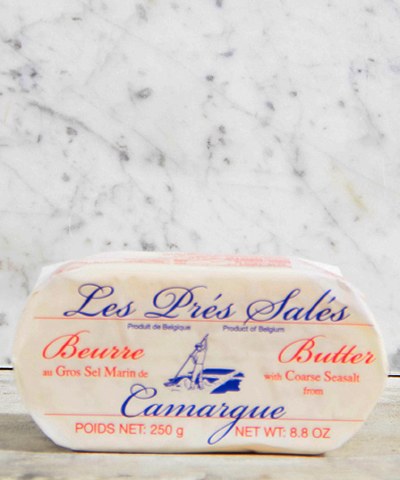 Les Prés Salés
Produit de Belgique Product of Belgium
Beurre Butter
au Gros Sel Marin de with Coarse Seasalt
from
Camargue
POIDS NET: 250 g NET WT: 8.8 OZ